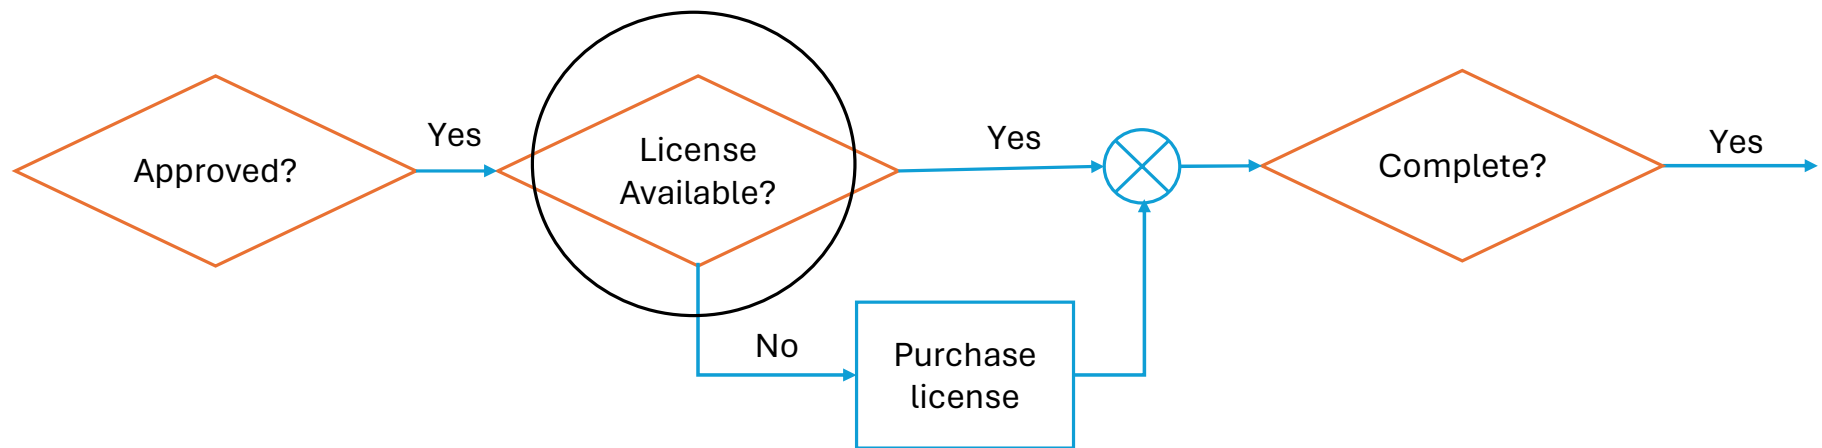 Approved?
Yes
License
Available?
Yes
No
Purchase
license
Complete?
Yes